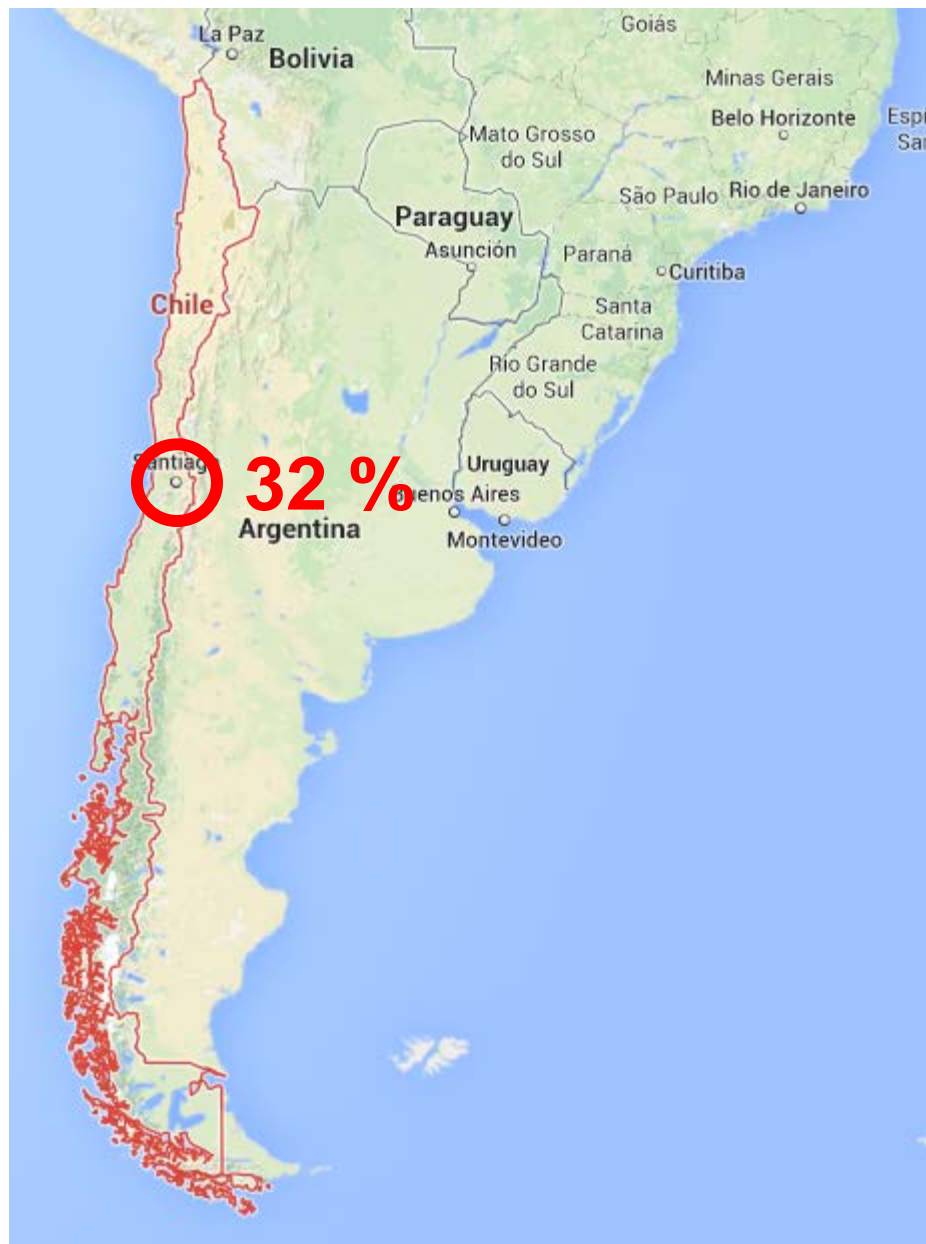 Goiás
La Paz
Bolivia
Minas Gerais
Belo Horizonte
Mato Grosso
do Sul
São Paulo
Rio de Janeiro
Paraguay
Asunción
Paraná
Curitiba
Chile
Santa
Catarina
Rio Grande
do Sul
Santiago
32 %
Uruguay
Buenos Aires
Argentina
Montevideo